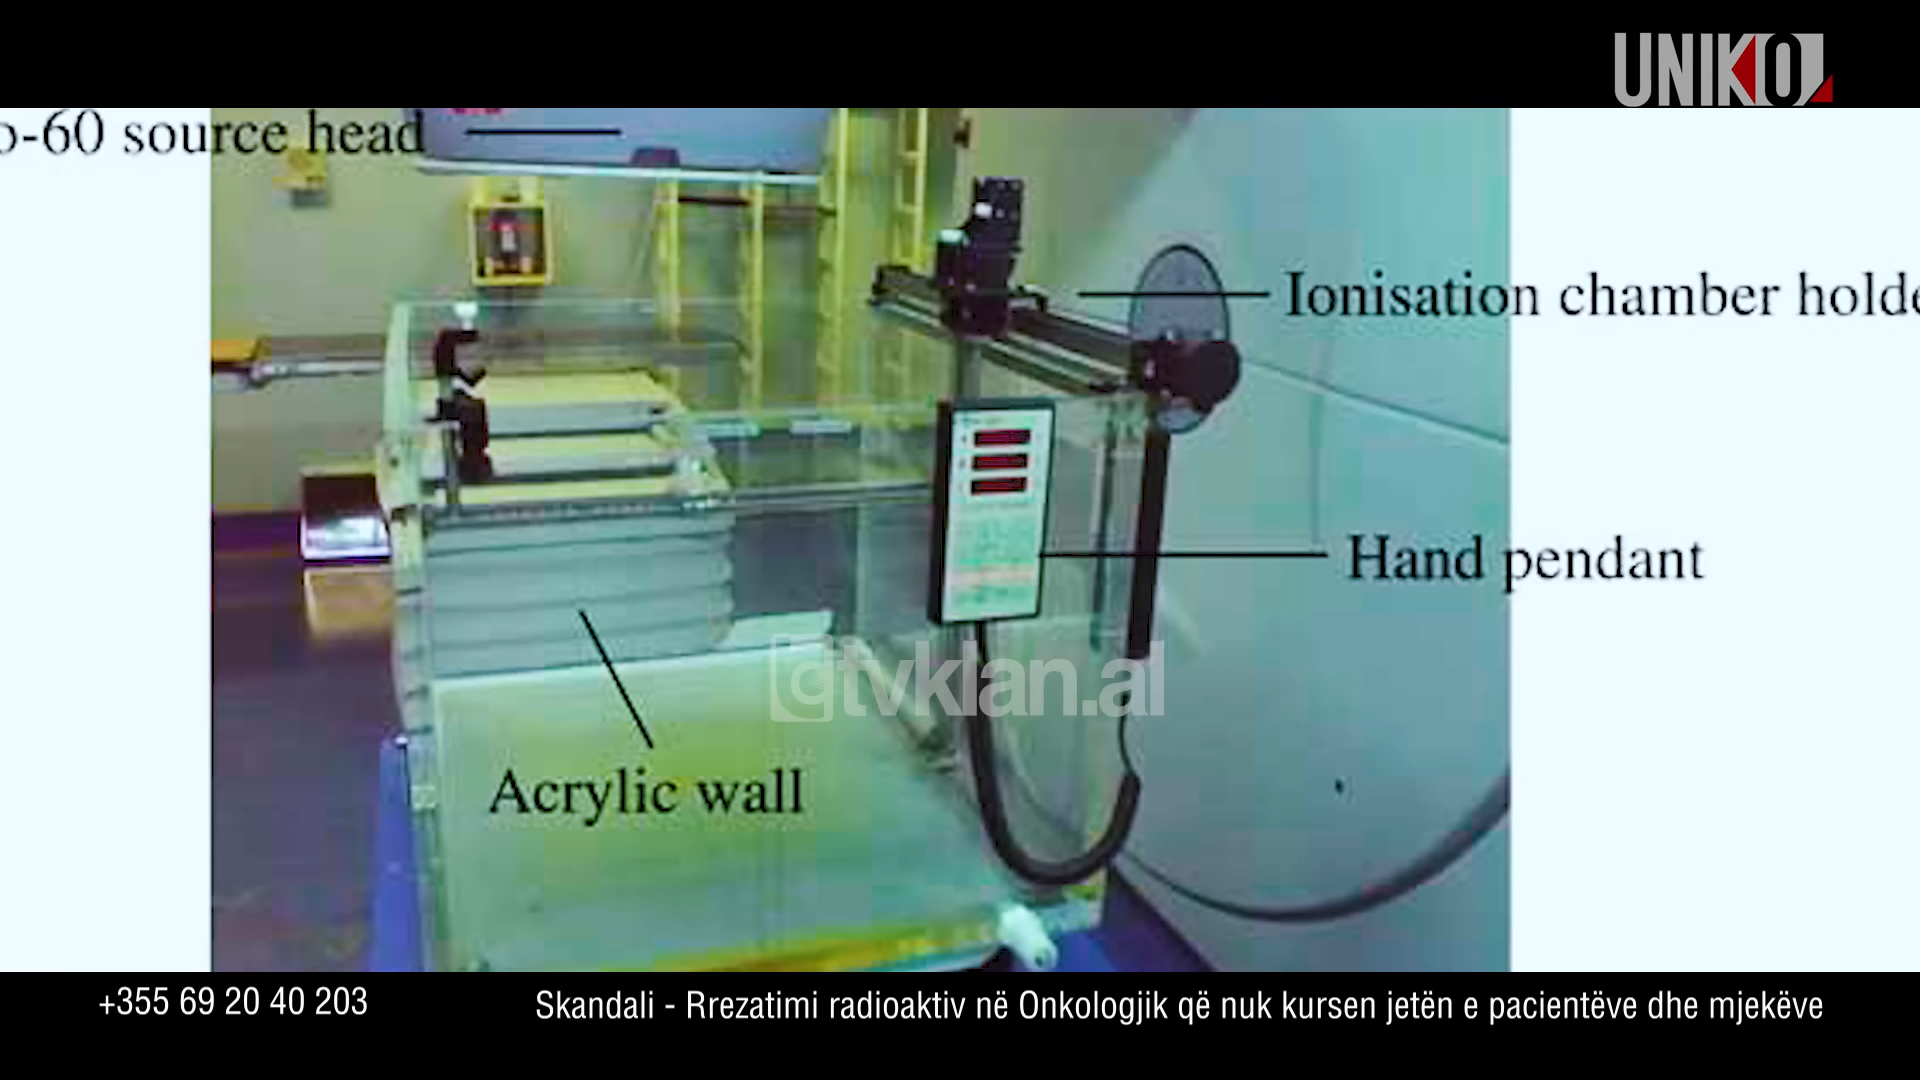 UNIKO
o-60 source head
Ionisation chamber holde
Hand pendant
tvklan.al
Acrylic wall
+355 69 20 40 203
Skandali - Rrezatimi radioaktiv në Onkologjik që nuk kursen jetën e pacientëve dhe mjekëve